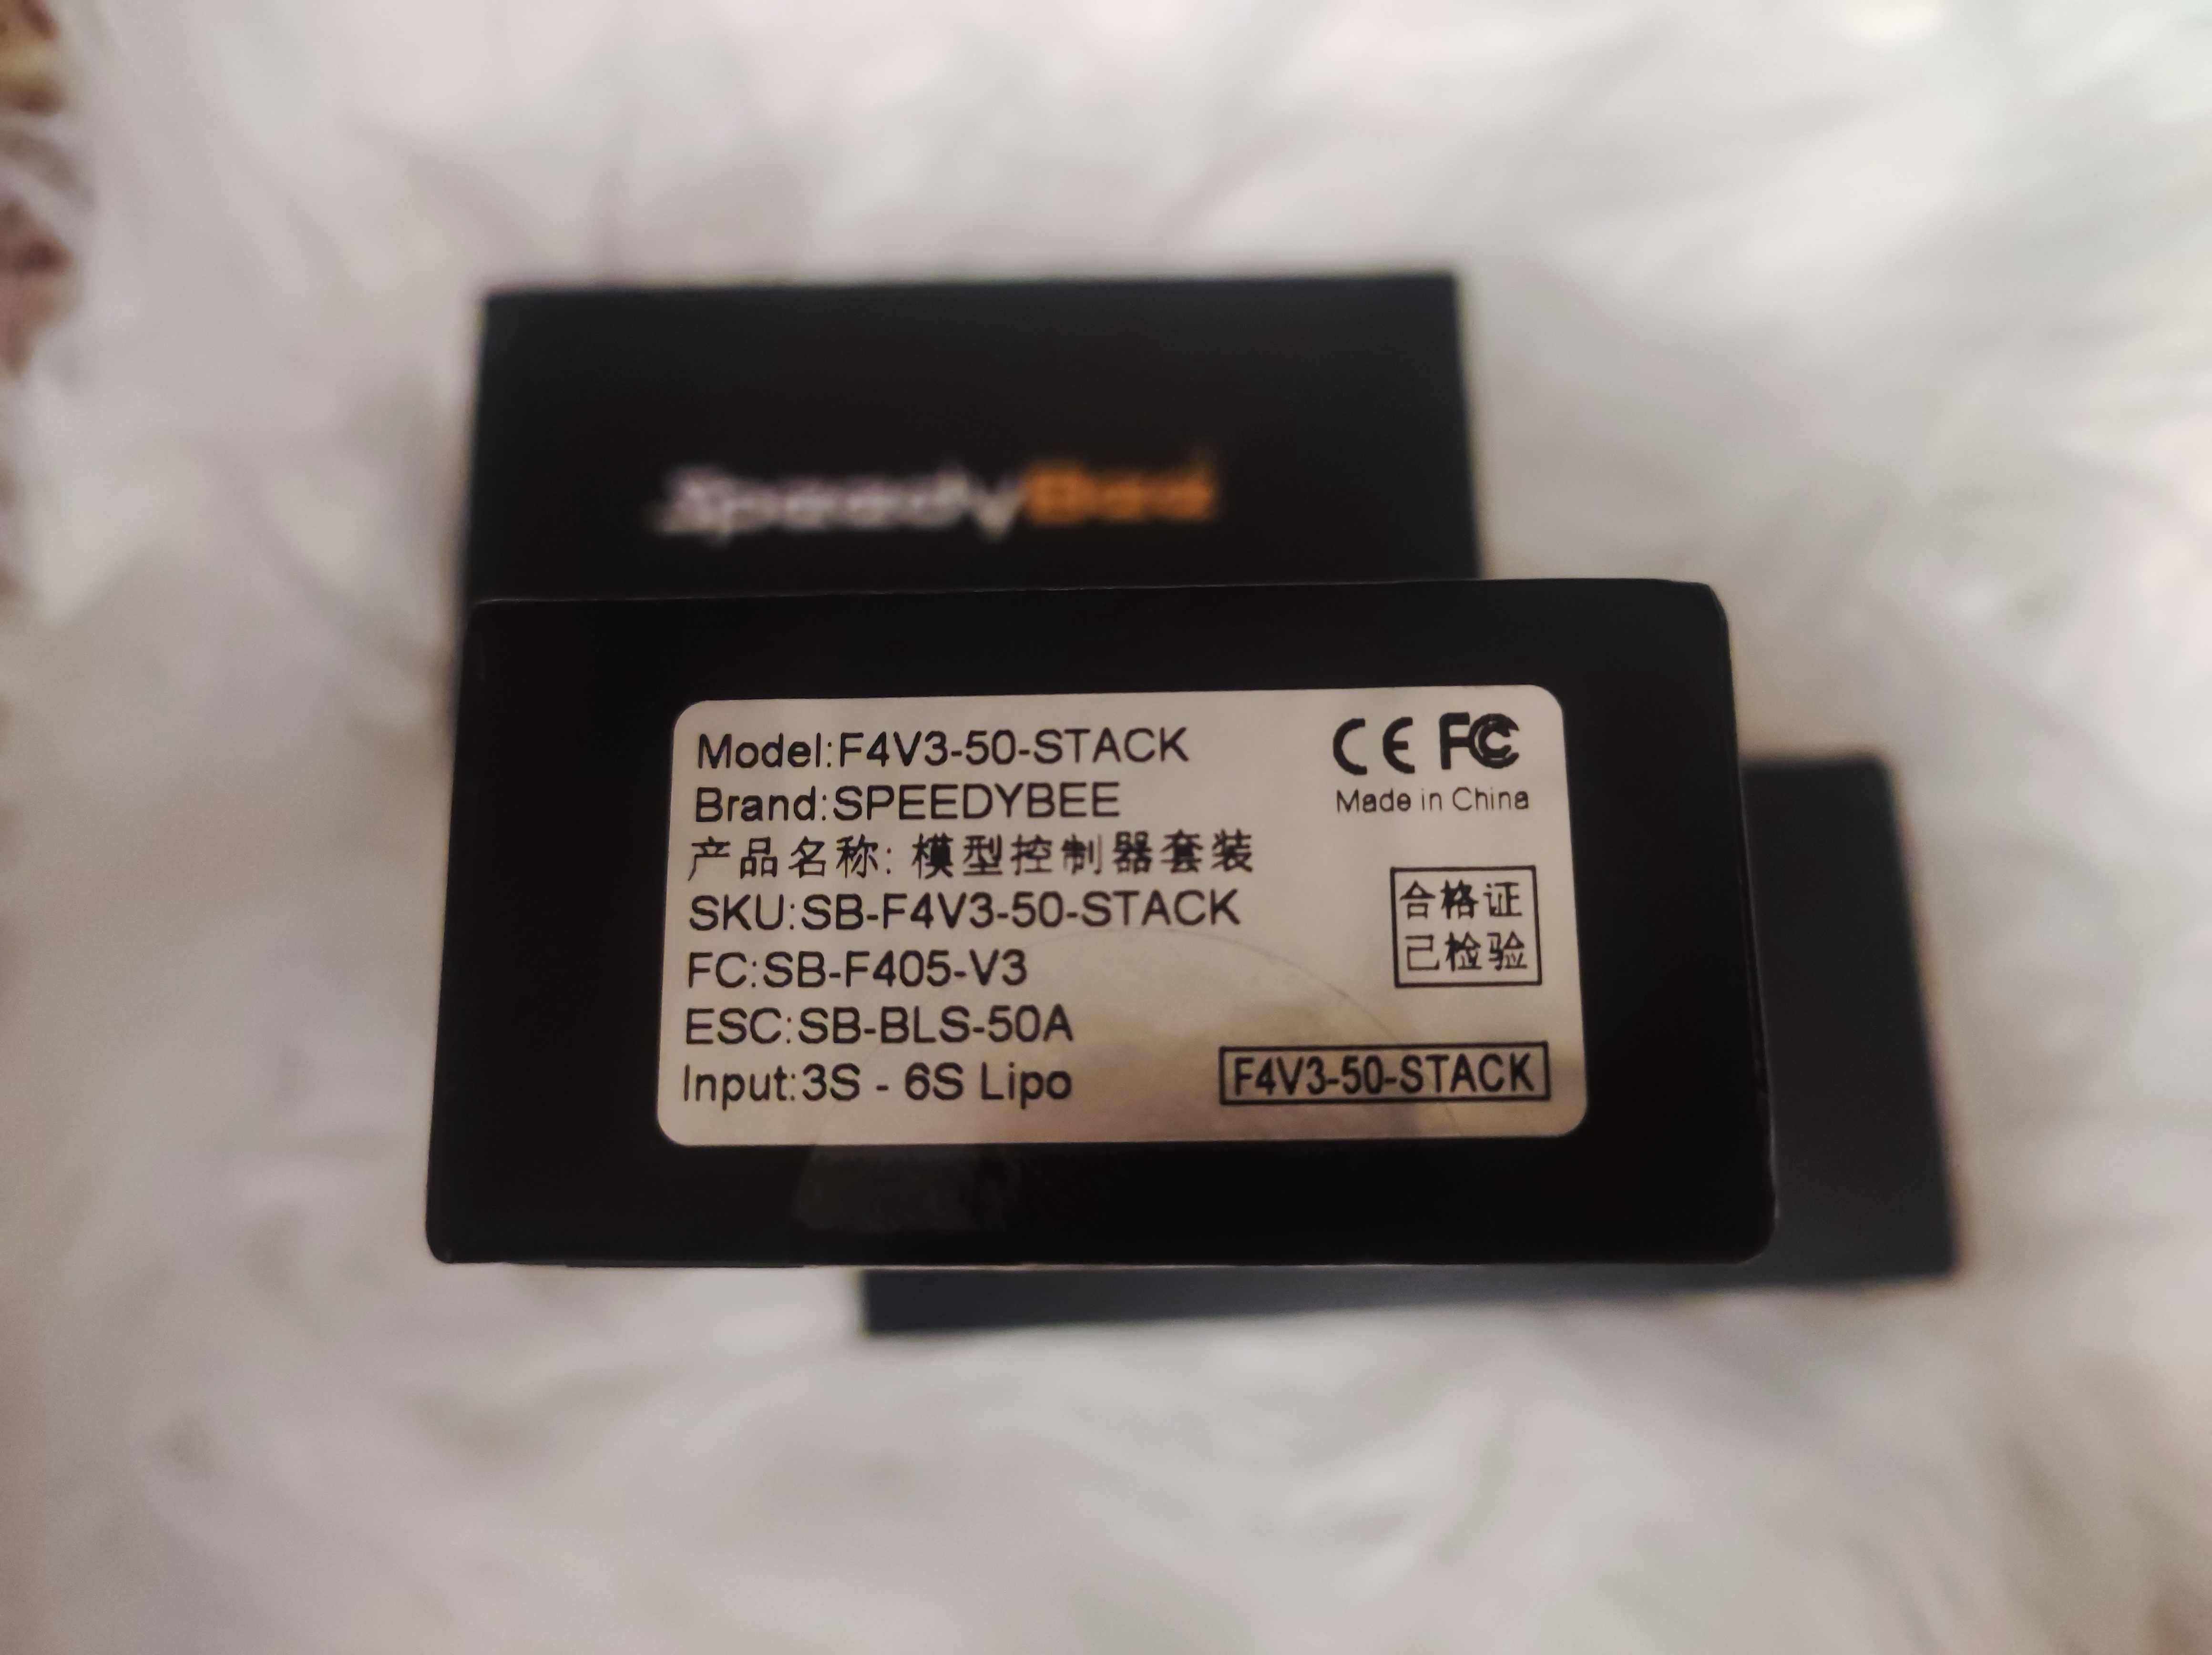 SpeedyBee
Model:F4V3-50-STACK
Brand:SPEEDYBEE
产品名称: 模型控制器套装
SKU:SB-F4V3-50-STACK
FC:SB-F405-V3
ESC:SB-BLS-50A
Input:3S - 6S Lipo
CE FC
Made in China
合格证
已检验
F4V3-50-STACK